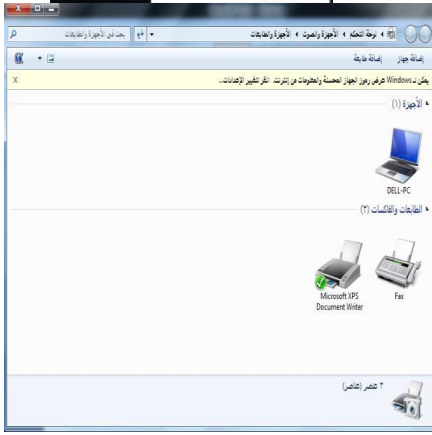 لوحة التحكم ◂ الأجهزة والصوت ◂ الأجهزة والطابعات
بحث في الأجهزة والطابعات
إضافة جهاز إضافة طابعة
يمكن لـ Windows عرض رموز الجهاز المحسنة والمعلومات من إنترنت. انقر لتغيير الإعدادات...
الأجهزة (١)
DELL-PC
الطابعات والفاكسات (٢)
Fax
Microsoft XPS
Document Writer
٣ عنصر (عناصر)